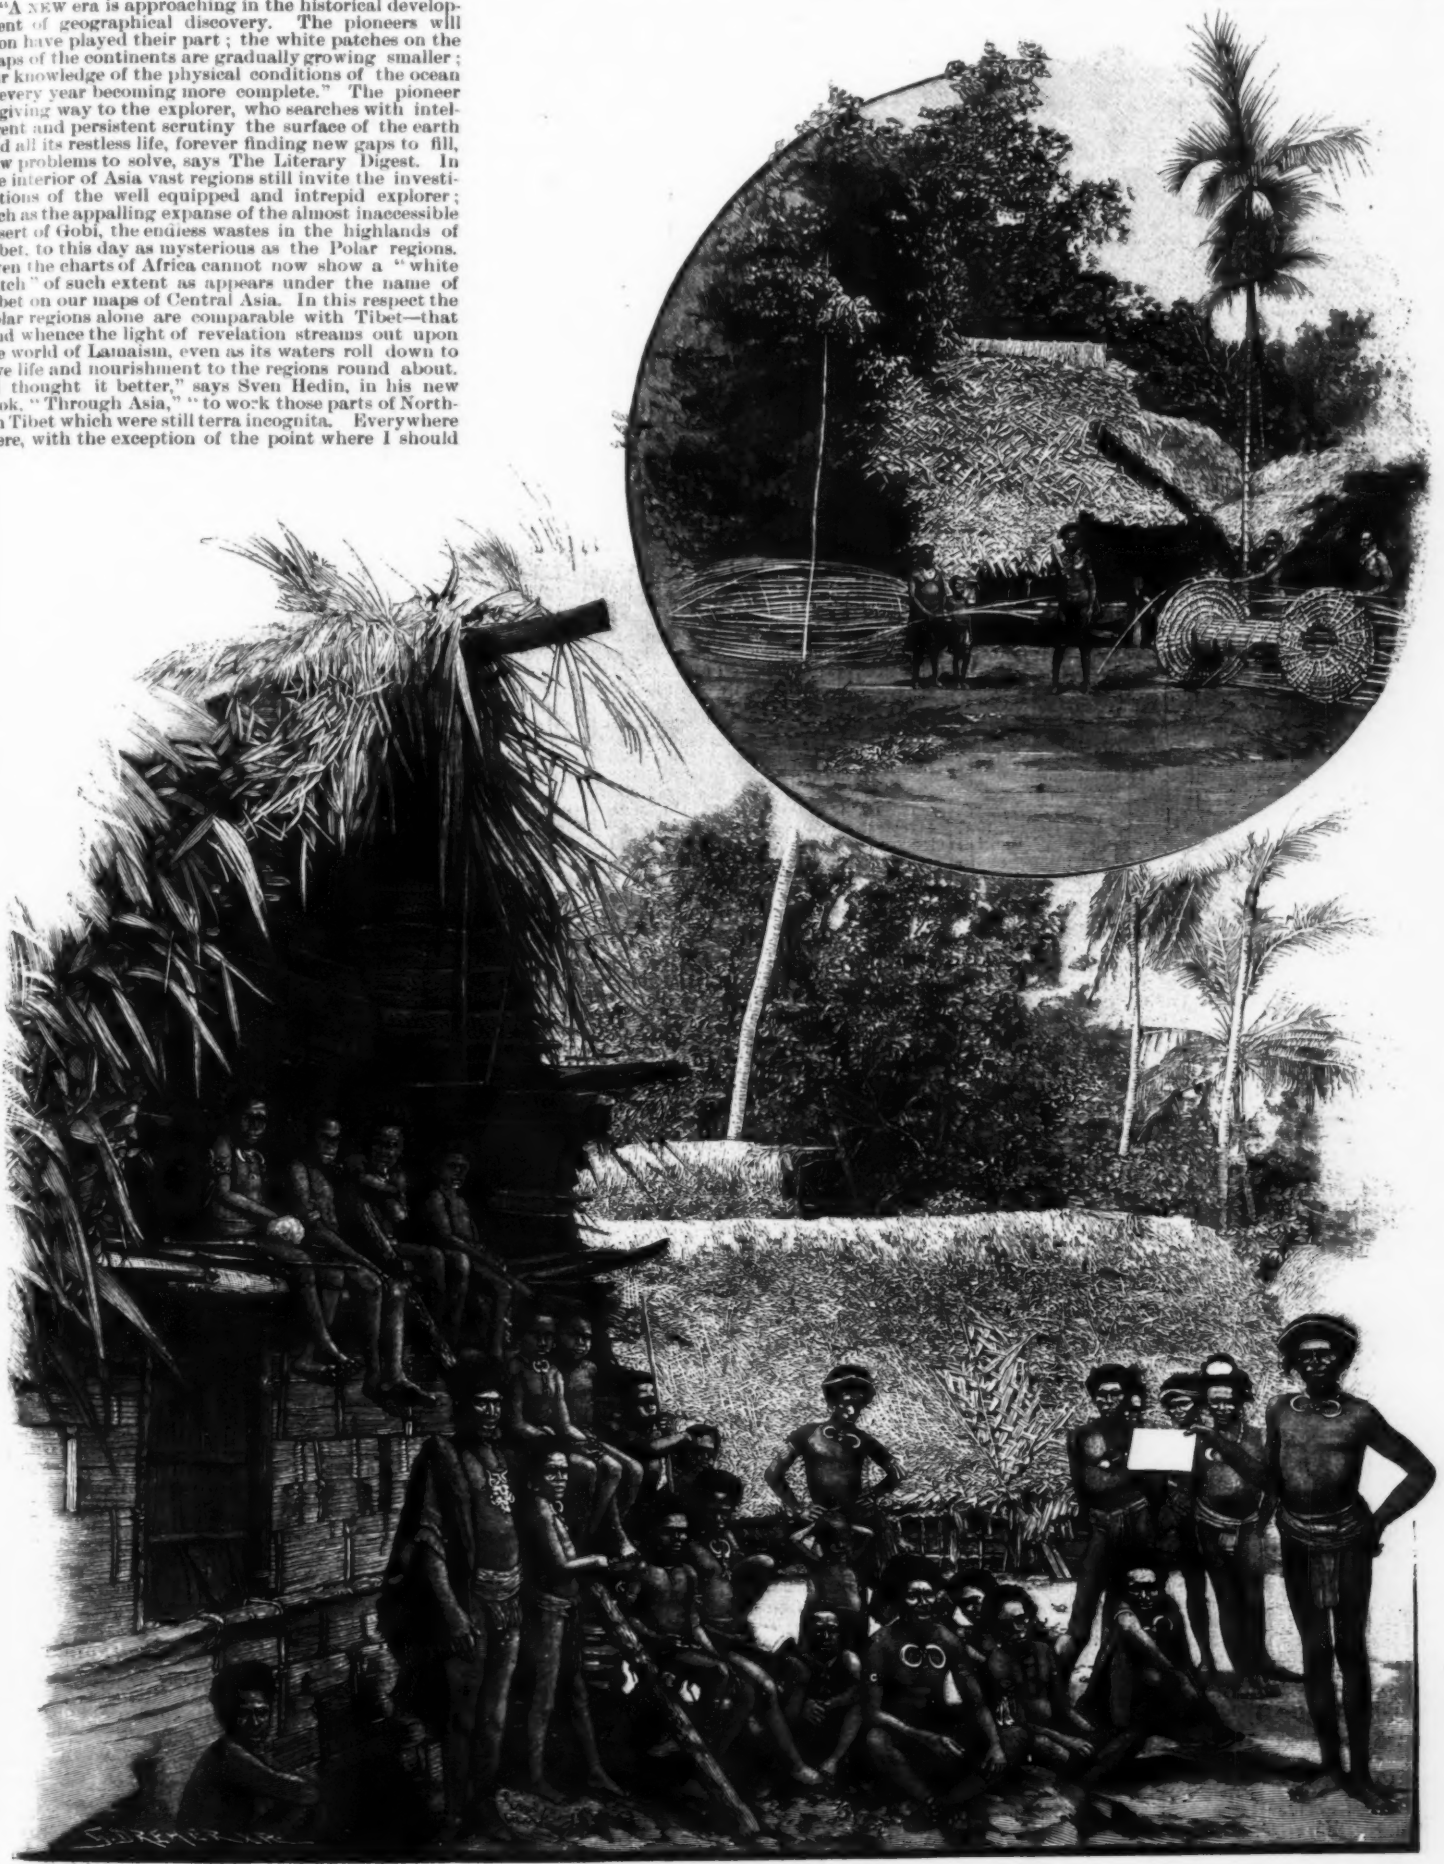 "A NEW era is approaching in the historical develop-
ent of geographical discovery. The pioneers will
on have played their part; the white patches on the
aps of the continents are gradually growing smaller;
r knowledge of the physical conditions of the ocean
every year becoming more complete." The pioneer
giving way to the explorer, who searches with intel-
ent and persistent scrutiny the surface of the earth
d all its restless life, forever finding new gaps to fill,
w problems to solve, says The Literary Digest. In
e interior of Asia vast regions still invite the investi-
tions of the well equipped and intrepid explorer;
ch as the appalling expanse of the almost inaccessible
sert of Gobi, the endless wastes in the highlands of
bet, to this day as mysterious as the Polar regions.
en the charts of Africa cannot now show a "white
tch" of such extent as appears under the name of
bet on our maps of Central Asia. In this respect the
lar regions alone are comparable with Tibet—that
nd whence the light of revelation streams out upon
e world of Lamaism, even as its waters roll down to
ve life and nourishment to the regions round about.
thought it better," says Sven Hedin, in his new
ok, "Through Asia," "to work those parts of North-
n Tibet which were still terra incognita. Everywhere
ere, with the exception of the point where I should